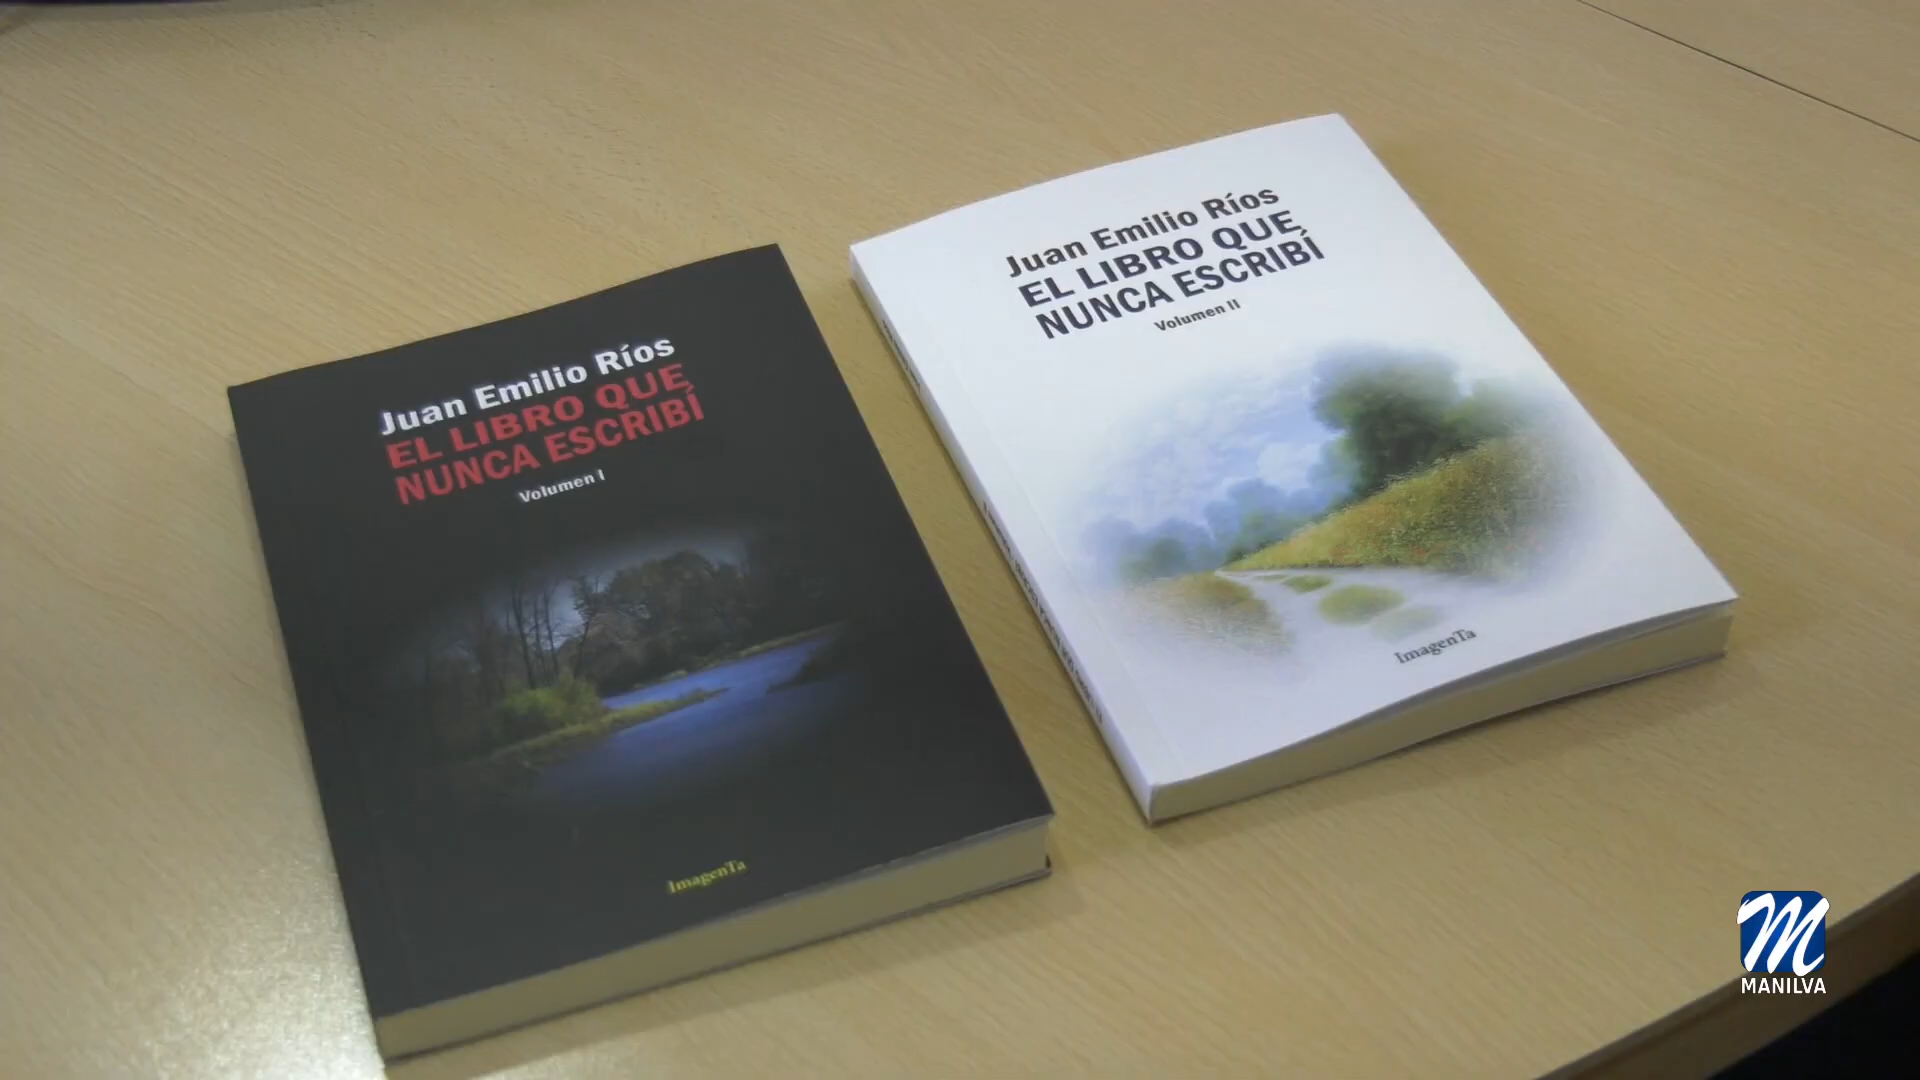 Juan Emilio Ríos
EL LIBRO QUE
NUNCA ESCRIBÍ
Volumen I
ImagenTa
Juan Emilio Ríos
EL LIBRO QUE
NUNCA ESCRIBÍ
Volumen II
ImagenTa
M
MANILVA